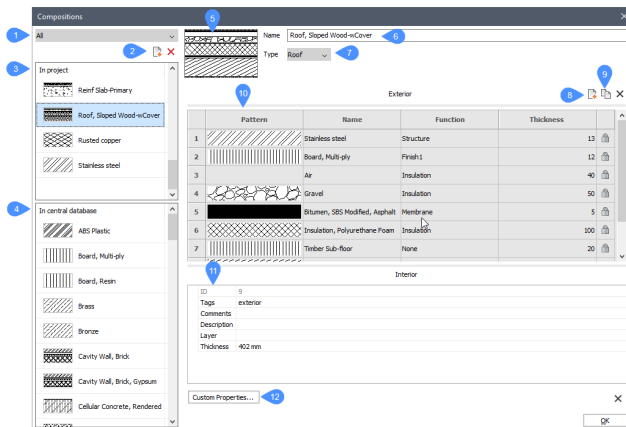 Compositions
1
All
2
3
In project
Reinf Slab-Primary
Roof, Sloped Wood-wCover
Rusted copper
Stainless steel
4
In central database
ABS Plastic
Board, Multi-ply
Board, Resin
Brass
Bronze
Cavity Wall, Brick
Cavity Wall, Brick, Gypsum
Cellular Concrete, Rendered
5
Name Roof, Sloped Wood-wCover 6
Type Roof 7
8 9
10 Exterior
Pattern Name Function Thickness
1 Stainless steel Structure 13
2 Board, Multi-ply Finish1 12
3 Air Insulation 40
4 Gravel Insulation 50
5 Bitumen, SBS Modified, Asphalt Membrane 5
6 Insulation, Polyurethane Foam Insulation 100
7 Timber Sub-floor None 20
11 Interior
ID 9
Tags exterior
Comments
Description
Layer
Thickness 402 mm
Custom Properties... 12
OK